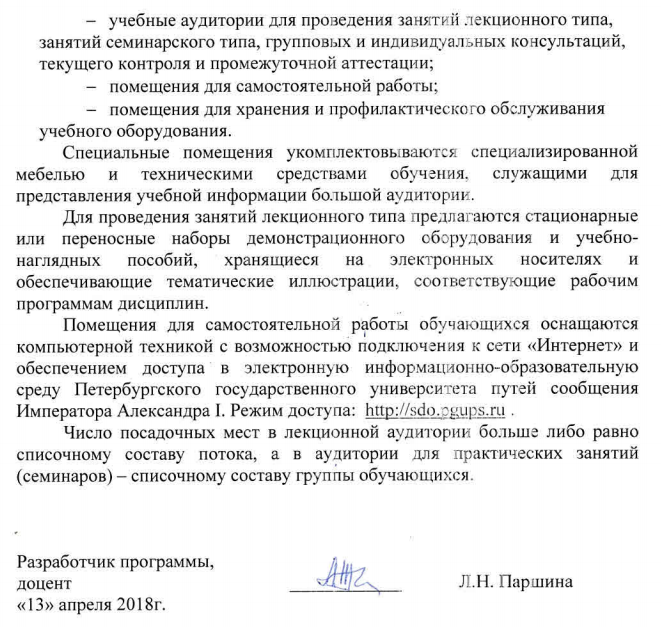 – учебные аудитории для проведения занятий лекционного типа,
занятий семинарского типа, групповых и индивидуальных консультаций,
текущего контроля и промежуточной аттестации;
– помещения для самостоятельной работы;
– помещения для хранения и профилактического обслуживания
учебного оборудования.
Специальные помещения укомплектовываются специализированной
мебелью и техническими средствами обучения, служащими для
представления учебной информации большой аудитории.
Для проведения занятий лекционного типа предлагаются стационарные
или переносные наборы демонстрационного оборудования и учебно-
наглядных пособий, хранящиеся на электронных носителях и
обеспечивающие тематические иллюстрации, соответствующие рабочим
программам дисциплин.
Помещения для самостоятельной работы обучающихся оснащаются
компьютерной техникой с возможностью подключения к сети «Интернет» и
обеспечением доступа в электронную информационно-образовательную
среду Петербургского государственного университета путей сообщения
Императора Александра I. Режим доступа: http://sdo.pgups.ru .
Число посадочных мест в лекционной аудитории больше либо равно
списочному составу потока, а в аудитории для практических занятий
(семинаров) – списочному составу группы обучающихся.
Разработчик программы,
доцент Л.Н. Паршина
«13» апреля 2018г.